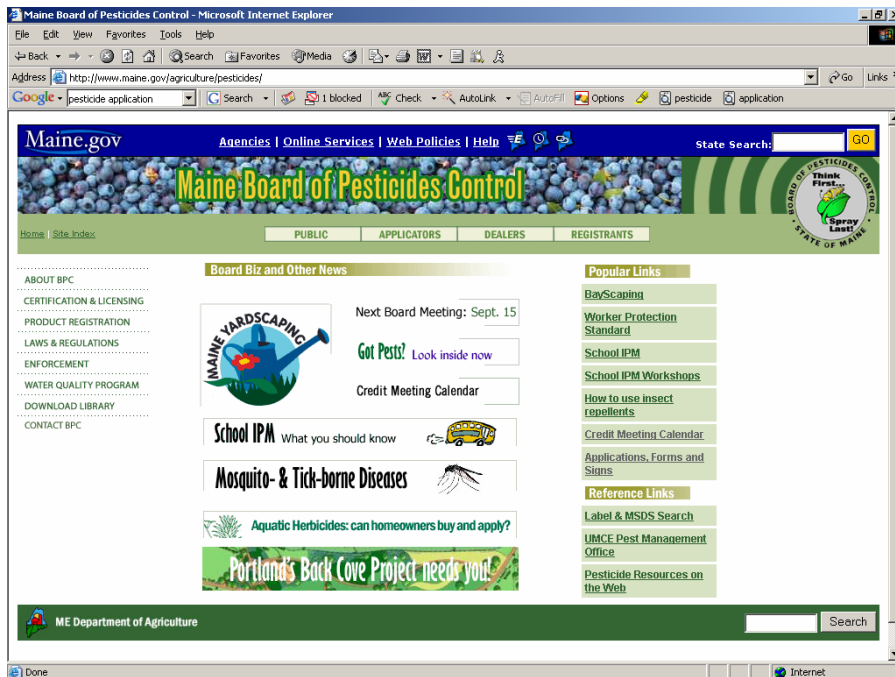 Maine Board of Pesticides Control - Microsoft Internet Explorer
File Edit View Favorites Tools Help
Back Search Favorites Media
Address http://www.maine.gov/agriculture/pesticides/ Go Links
Google pesticide application Search 1 blocked ABC Check AutoLink AutoFill Options pesticide application
Maine.gov Agencies | Online Services | Web Policies | Help State Search: GO
Maine Board of Pesticides Control
BOARD OF PESTICIDES CONTROL
Think
First...
Spray
Last!
STATE OF MAINE
Home | Site Index PUBLIC APPLICATORS DEALERS REGISTRANTS
ABOUT BPC
CERTIFICATION & LICENSING
PRODUCT REGISTRATION
LAWS & REGULATIONS
ENFORCEMENT
WATER QUALITY PROGRAM
DOWNLOAD LIBRARY
CONTACT BPC
Board Biz and Other News
MAINE YARDSCAPING
Next Board Meeting: Sept. 15
Got Pests? Look inside now
Credit Meeting Calendar
School IPM What you should know
Mosquito- & Tick-borne Diseases
Aquatic Herbicides: can homeowners buy and apply?
Portland's Back Cove Project needs you!
Popular Links
BayScaping
Worker Protection
Standard
School IPM
School IPM Workshops
How to use insect
repellents
Credit Meeting Calendar
Applications, Forms and
Signs
Reference Links
Label & MSDS Search
UMCE Pest Management
Office
Pesticide Resources on
the Web
ME Department of Agriculture Search
Done Internet